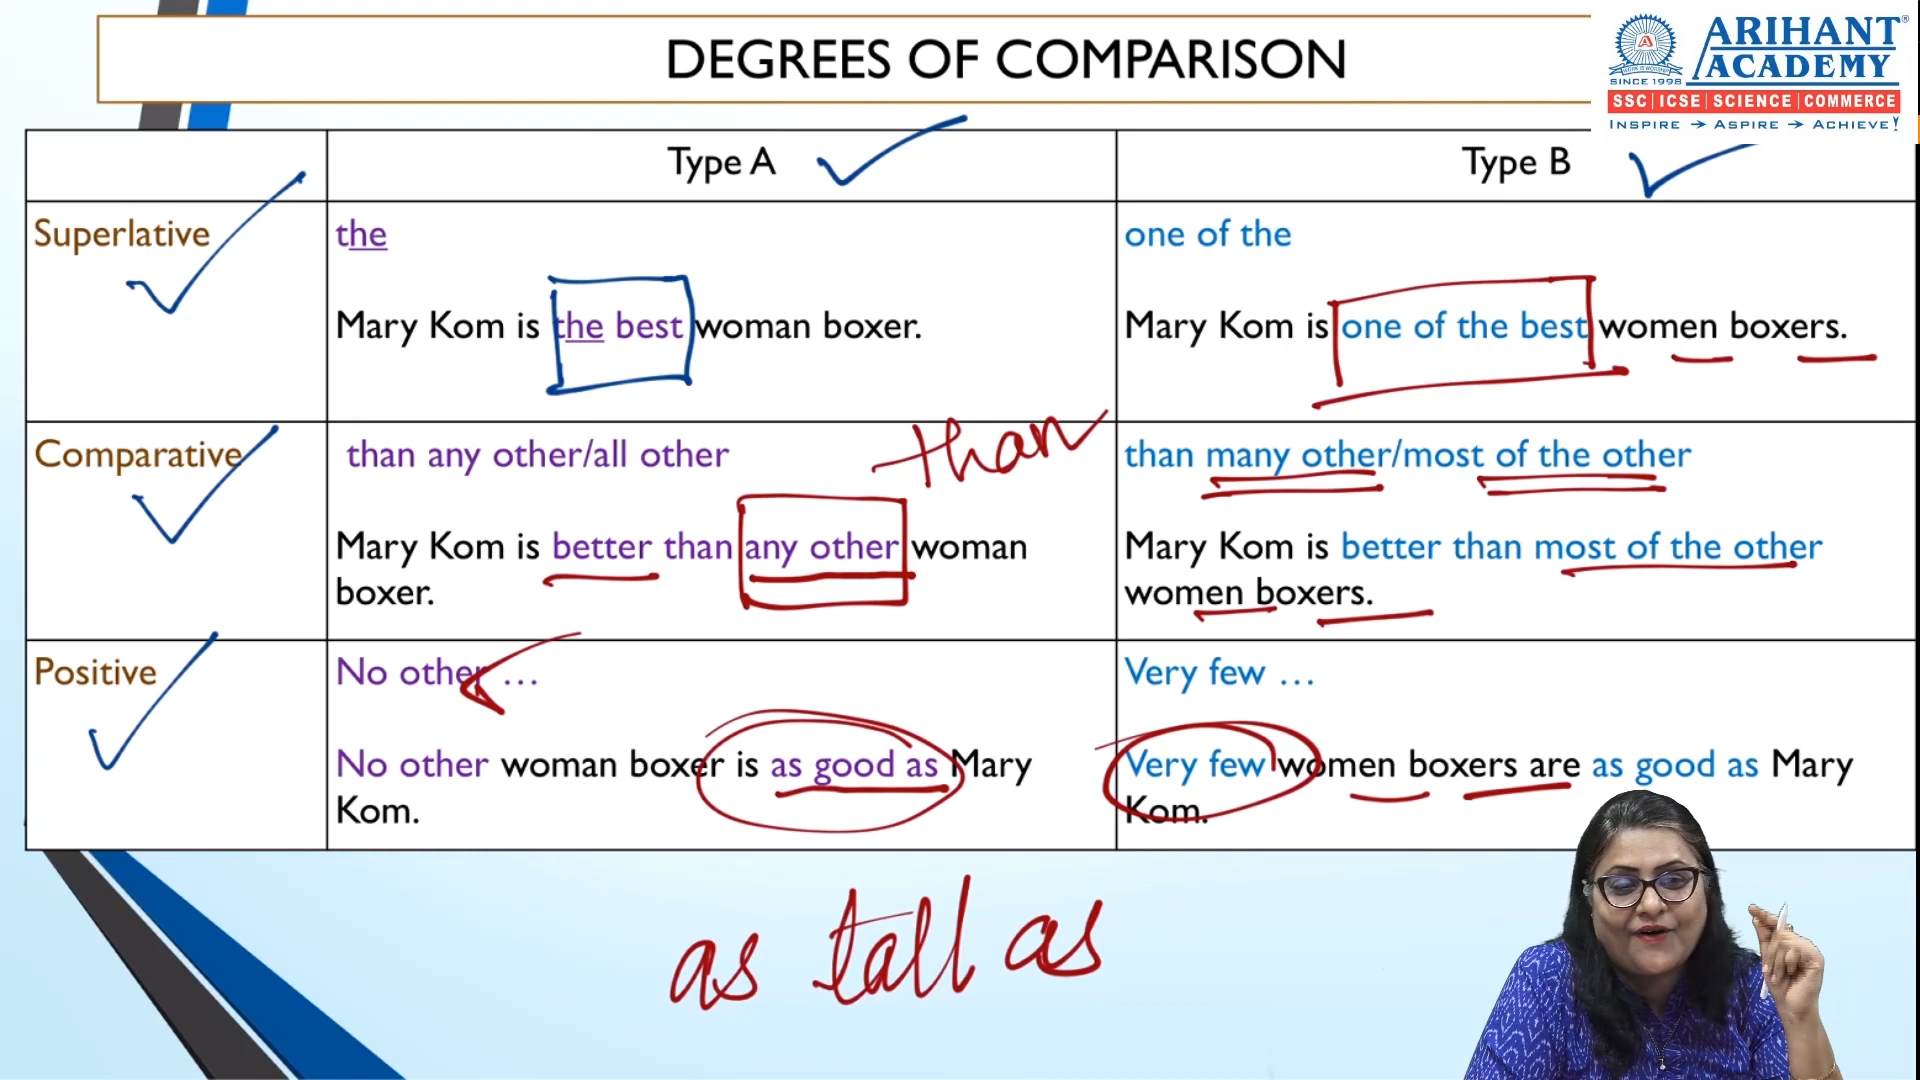 DEGREES OF COMPARISON
ARIHANT
ACADEMY
SINCE 1998
SSC | ICSE | SCIENCE | COMMERCE
INSPIRE → ASPIRE → ACHIEVE!
Type A
Type B
Superlative
the
Mary Kom is the best woman boxer.
one of the
Mary Kom is one of the best women boxers.
Comparative
than any other/all other
than
Mary Kom is better than any other woman
boxer.
than many other/most of the other
Mary Kom is better than most of the other
women boxers.
Positive
No other ...
No other woman boxer is as good as Mary
Kom.
Very few ...
Very few women boxers are as good as Mary
Kom.
as tall as